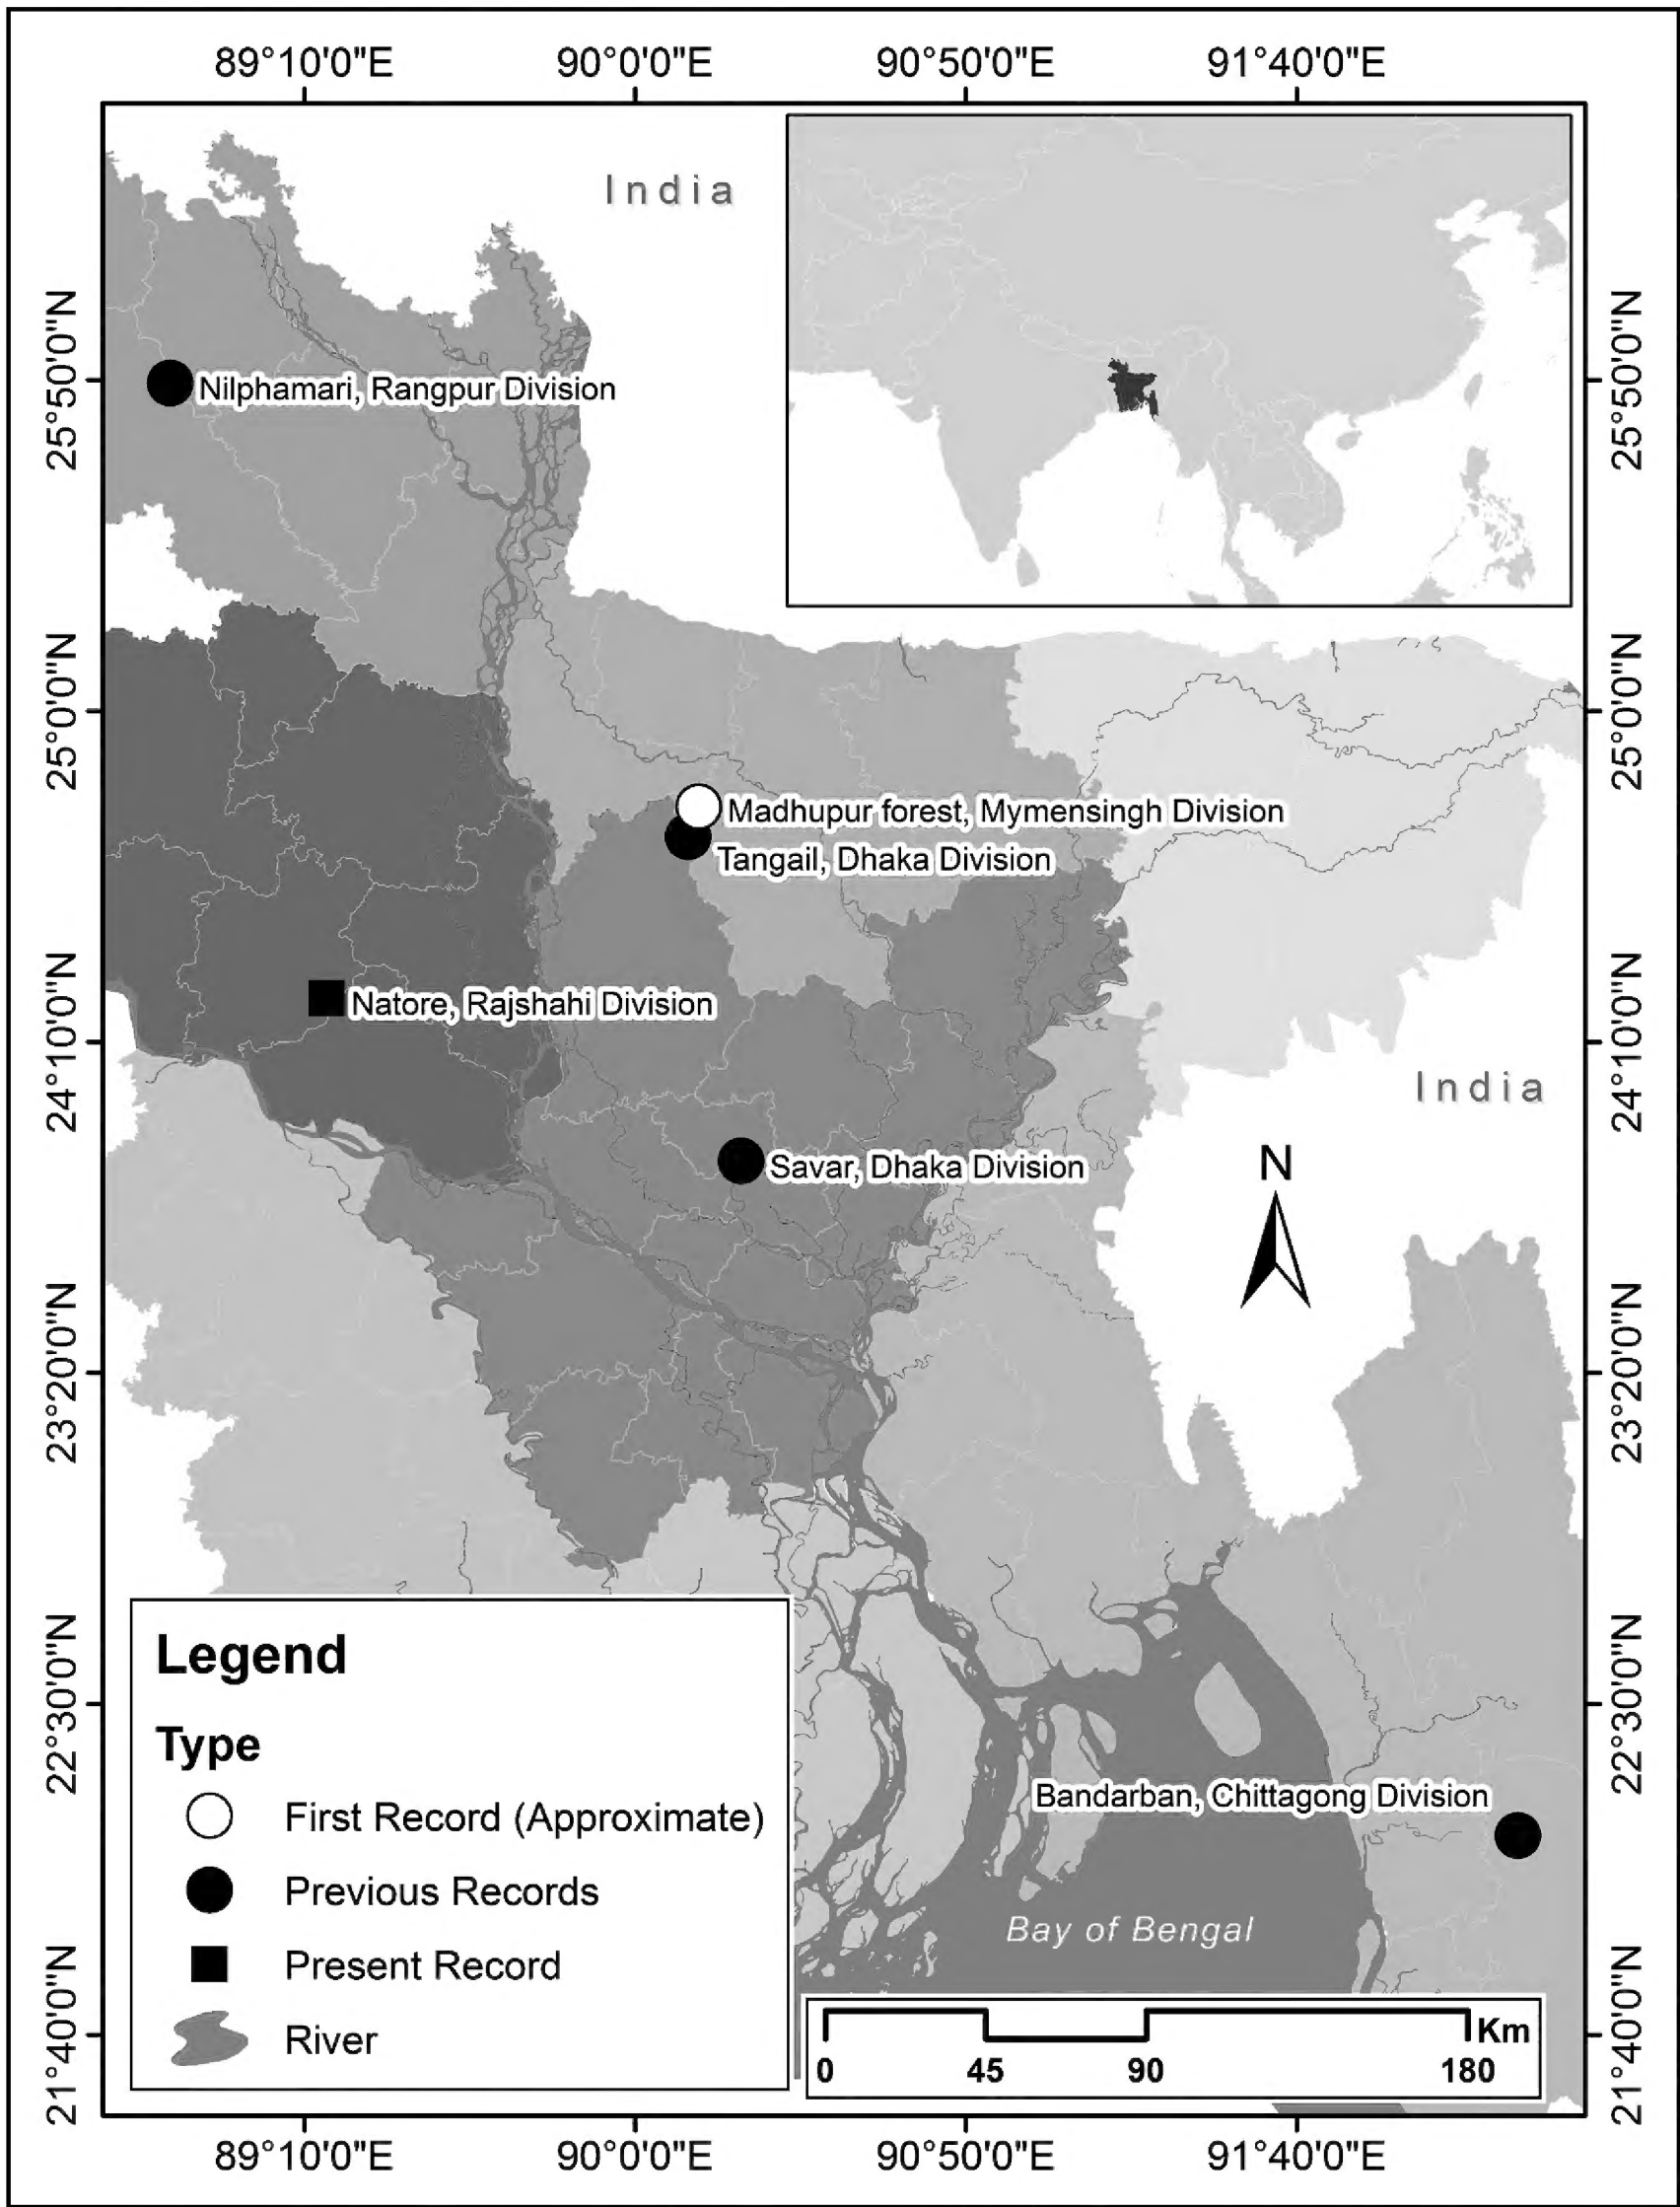 89°10'0"E 90°0'0"E 90°50'0"E 91°40'0"E
India
25°50'0"N 25°50'0"N
Nilphamari, Rangpur Division
25°0'0"N 25°0'0"N
Madhupur forest, Mymensingh Division
Tangail, Dhaka Division
24°10'0"N 24°10'0"N
Natore, Rajshahi Division
India
N
Savar, Dhaka Division
23°20'0"N 23°20'0"N
Legend
Type
22°30'0"N 22°30'0"N
First Record (Approximate)
Previous Records
Present Record
River
Bandarban, Chittagong Division
Bay of Bengal
Km
0 45 90 180
21°40'0"N 21°40'0"N
89°10'0"E 90°0'0"E 90°50'0"E 91°40'0"E